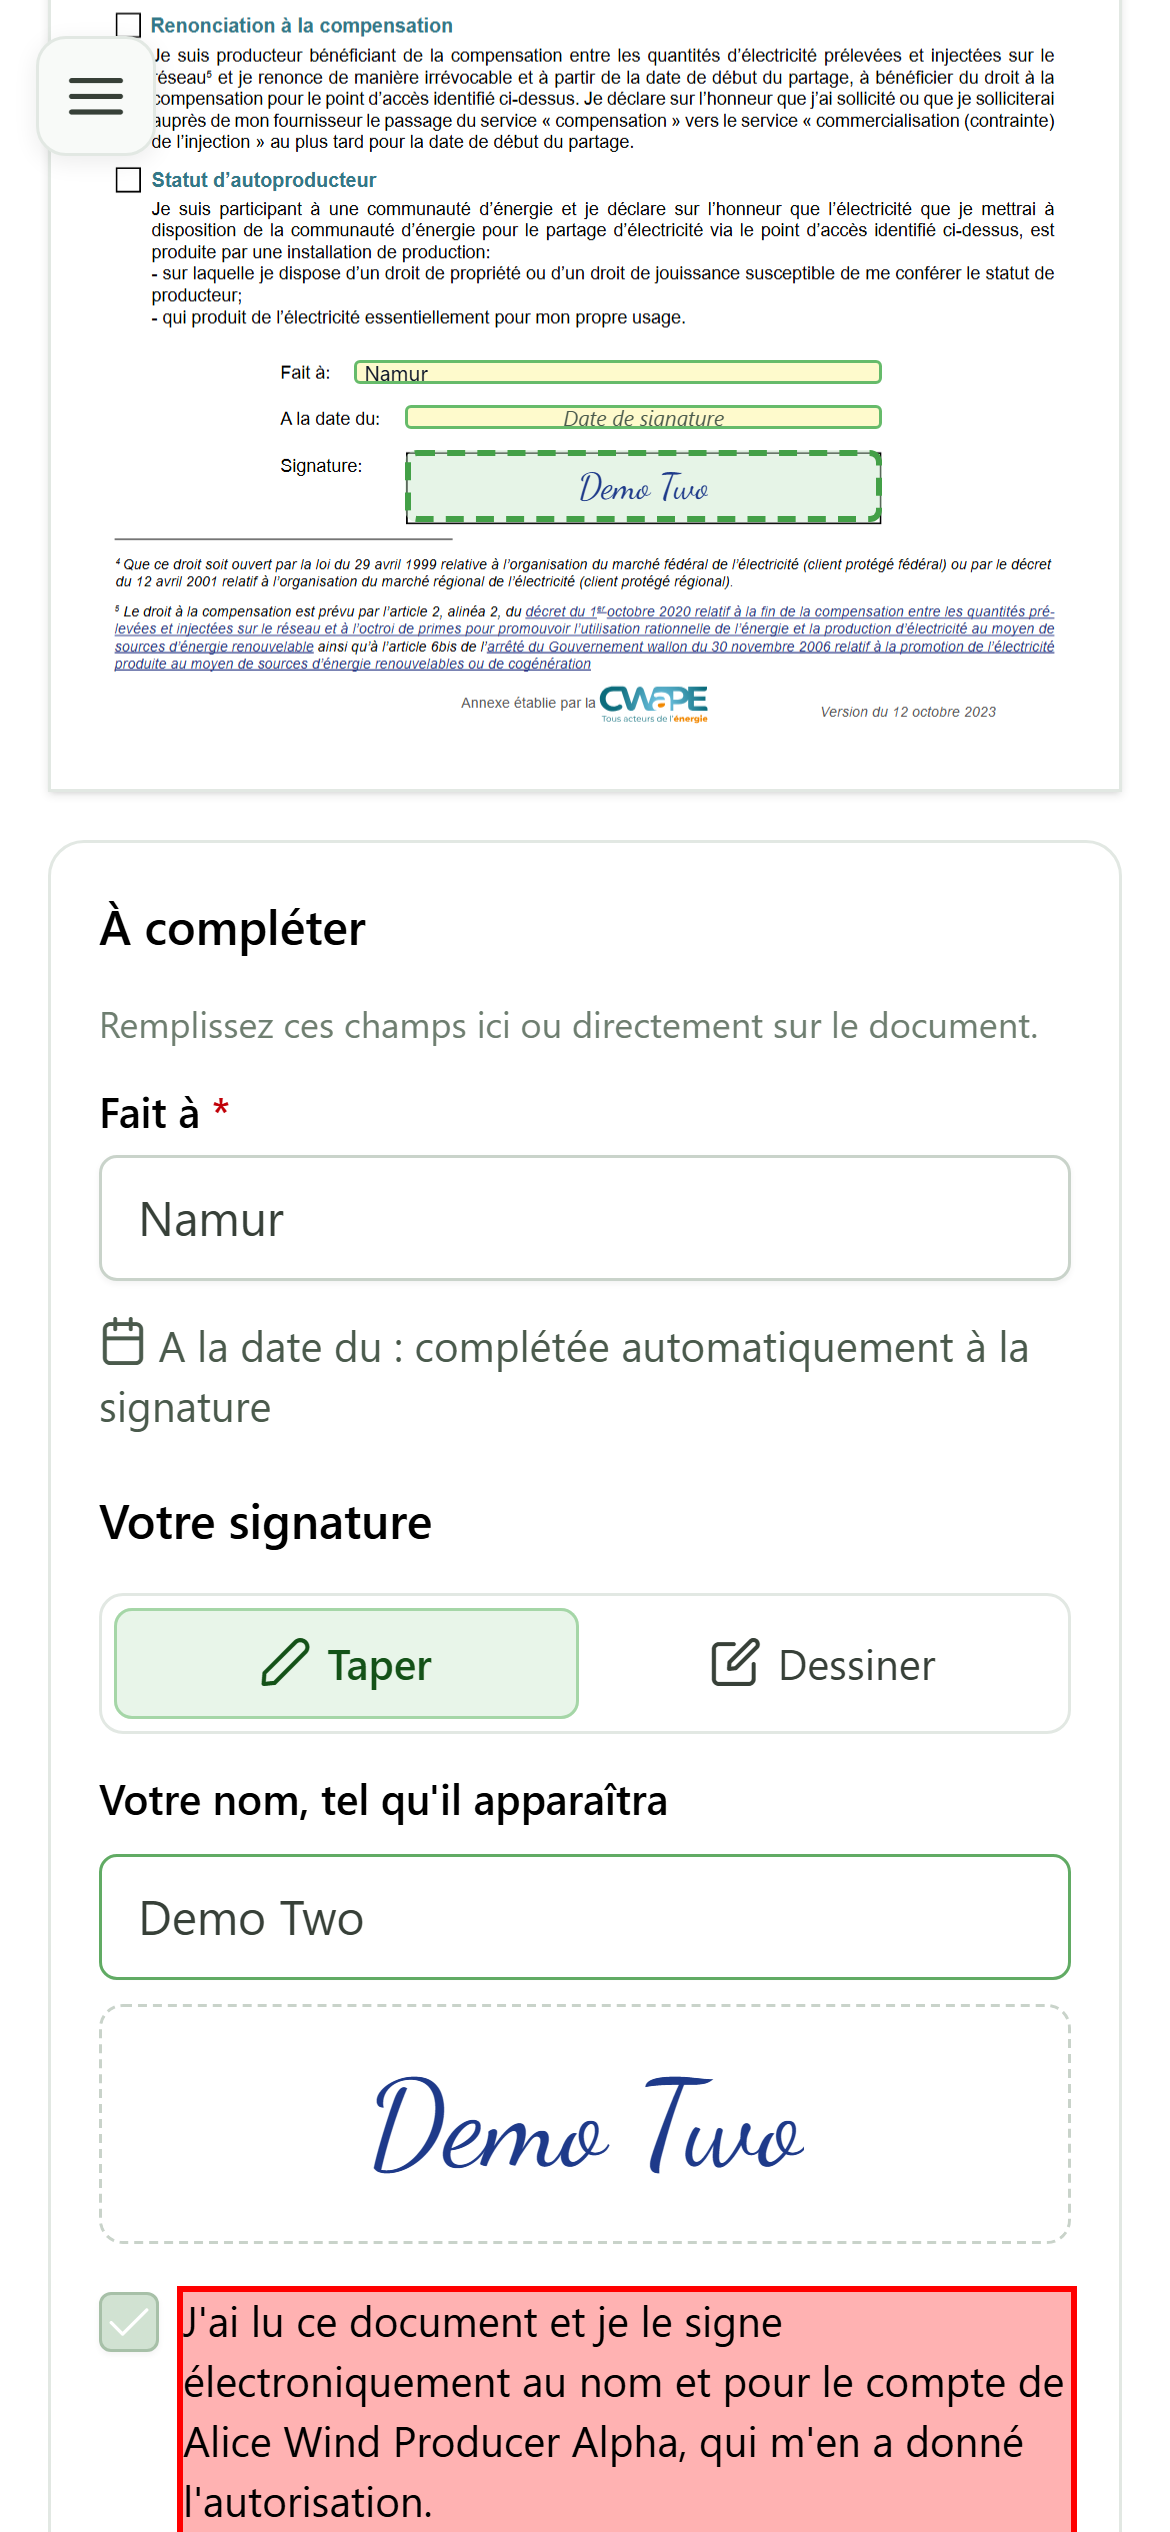 Renonciation à la compensation
Je suis producteur bénéficiant de la compensation entre les quantités d'électricité prélevées et injectées sur le
réseau⁵ et je renonce de manière irrévocable et à partir de la date de début du partage, à bénéficier du droit à la
compensation pour le point d'accès identifié ci-dessus. Je déclare sur l'honneur que j'ai sollicité ou que je solliciterai
auprès de mon fournisseur le passage du service « compensation » vers le service « commercialisation (contrainte)
de l'injection » au plus tard pour la date de début du partage.
Statut d'autoproducteur
Je suis participant à une communauté d'énergie et je déclare sur l'honneur que l'électricité que je mettrai à
disposition de la communauté d'énergie pour le partage d'électricité via le point d'accès identifié ci-dessus, est
produite par une installation de production:
- sur laquelle je dispose d'un droit de propriété ou d'un droit de jouissance susceptible de me conférer le statut de
producteur;
- qui produit de l'électricité essentiellement pour mon propre usage.
Fait à: Namur
A la date du: Date de signature
Signature: Demo Two
⁴ Que ce droit soit ouvert par la loi du 29 avril 1999 relative à l'organisation du marché fédéral de l'électricité (client protégé fédéral) ou par le décret
du 12 avril 2001 relatif à l'organisation du marché régional de l'électricité (client protégé régional).
⁵ Le droit à la compensation est prévu par l'article 2, alinéa 2, du décret du 1er octobre 2020 relatif à la fin de la compensation entre les quantités pré-
levées et injectées sur le réseau et à l'octroi de primes pour promouvoir l'utilisation rationnelle de l'énergie et la production d'électricité au moyen de
sources d'énergie renouvelable ainsi qu'à l'article 6bis de l'arrêté du Gouvernement wallon du 30 novembre 2006 relatif à la promotion de l'électricité
produite au moyen de sources d'énergie renouvelables ou de cogénération
Annexe établie par la CWaPE
Tous acteurs de l'énergie
Version du 12 octobre 2023
À compléter
Remplissez ces champs ici ou directement sur le document.
Fait à *
Namur
A la date du : complétée automatiquement à la
signature
Votre signature
Taper Dessiner
Votre nom, tel qu'il apparaîtra
Demo Two
Demo Two
J'ai lu ce document et je le signe
électroniquement au nom et pour le compte de
Alice Wind Producer Alpha, qui m'en a donné
l'autorisation.